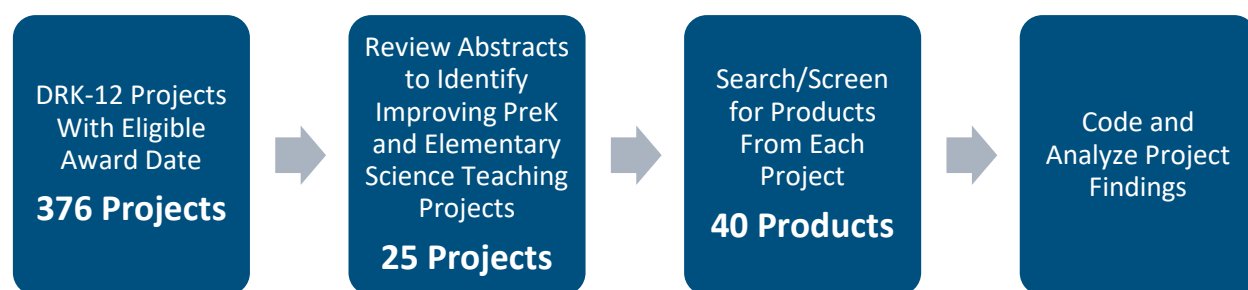 DRK-12 Projects
With Eligible
Award Date
376 Projects
Review Abstracts
to Identify
Improving PreK
and Elementary
Science Teaching
Projects
25 Projects
Search/Screen
for Products
From Each
Project
40 Products
Code and
Analyze Project
Findings